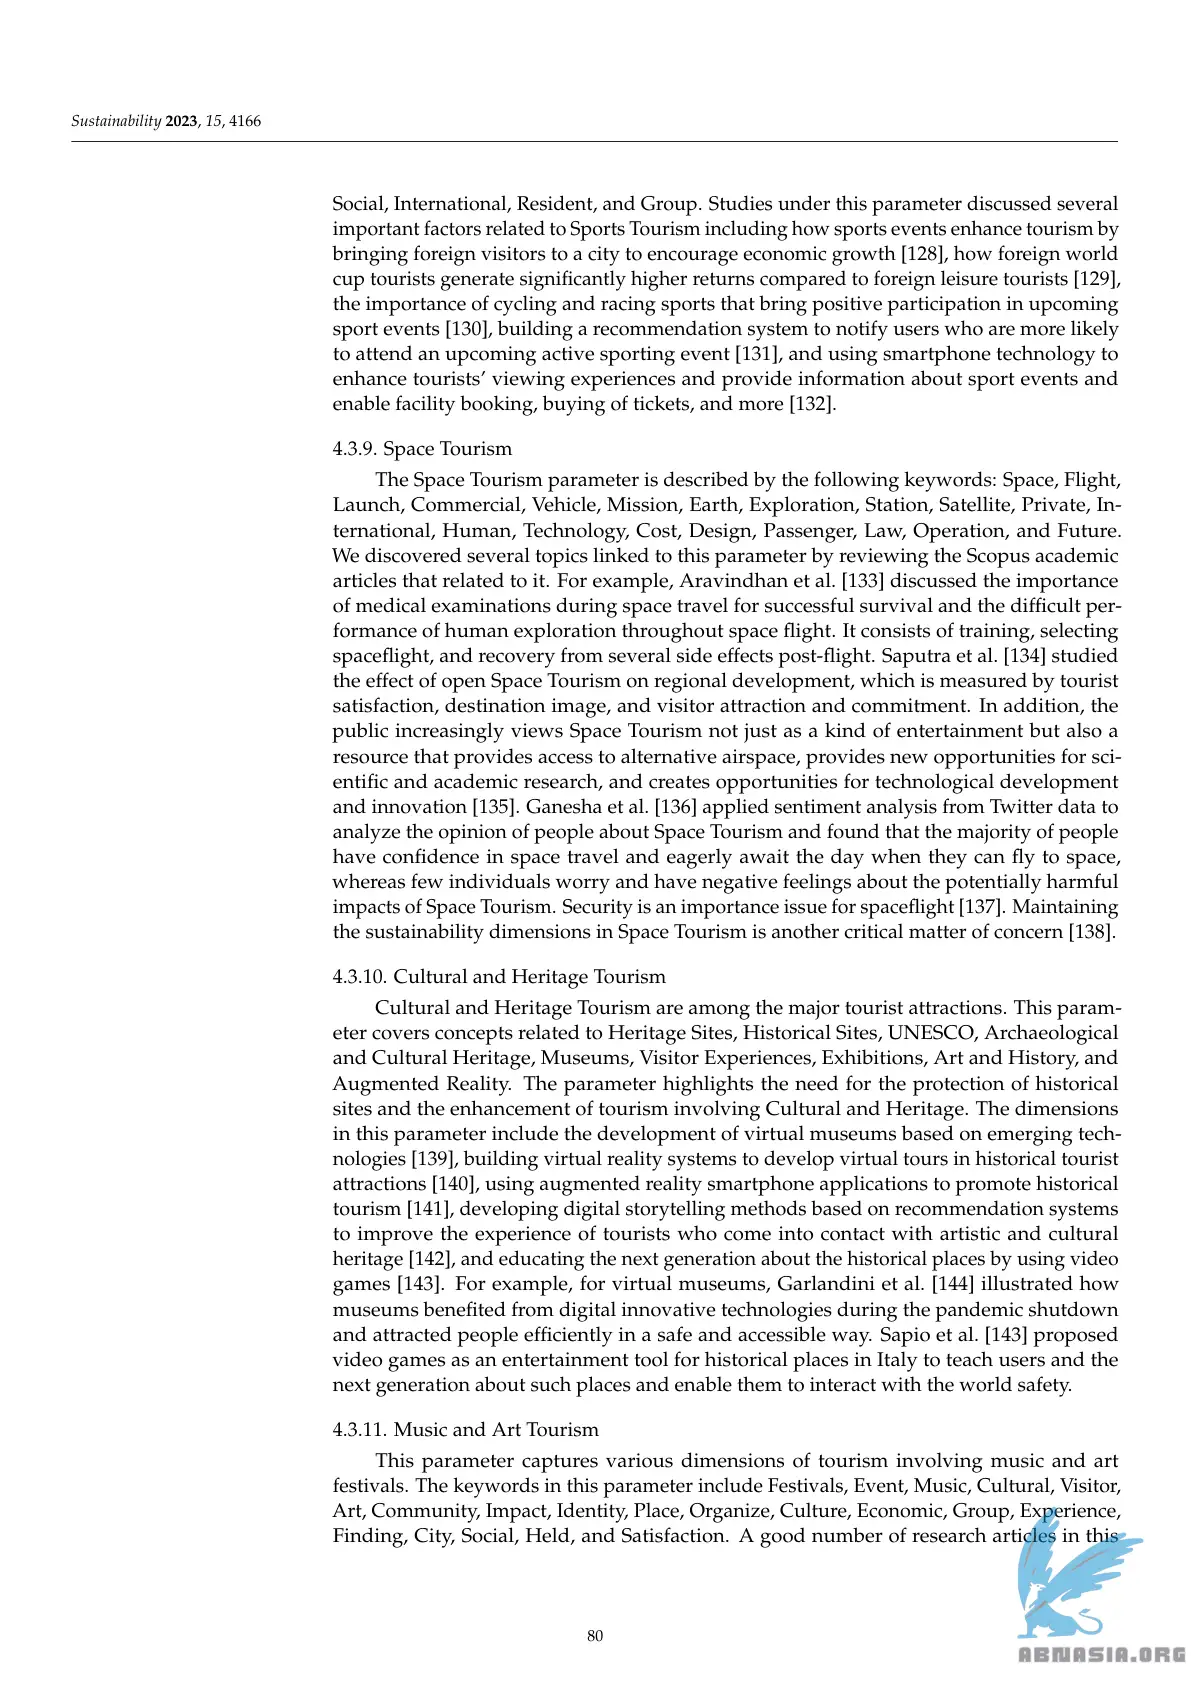 Sustainability 2023, 15, 4166
Social, International, Resident, and Group. Studies under this parameter discussed several
important factors related to Sports Tourism including how sports events enhance tourism by
bringing foreign visitors to a city to encourage economic growth [128], how foreign world
cup tourists generate significantly higher returns compared to foreign leisure tourists [129],
the importance of cycling and racing sports that bring positive participation in upcoming
sport events [130], building a recommendation system to notify users who are more likely
to attend an upcoming active sporting event [131], and using smartphone technology to
enhance tourists’ viewing experiences and provide information about sport events and
enable facility booking, buying of tickets, and more [132].
4.3.9. Space Tourism
The Space Tourism parameter is described by the following keywords: Space, Flight,
Launch, Commercial, Vehicle, Mission, Earth, Exploration, Station, Satellite, Private, In-
ternational, Human, Technology, Cost, Design, Passenger, Law, Operation, and Future.
We discovered several topics linked to this parameter by reviewing the Scopus academic
articles that related to it. For example, Aravindhan et al. [133] discussed the importance
of medical examinations during space travel for successful survival and the difficult per-
formance of human exploration throughout space flight. It consists of training, selecting
spaceflight, and recovery from several side effects post-flight. Saputra et al. [134] studied
the effect of open Space Tourism on regional development, which is measured by tourist
satisfaction, destination image, and visitor attraction and commitment. In addition, the
public increasingly views Space Tourism not just as a kind of entertainment but also a
resource that provides access to alternative airspace, provides new opportunities for sci-
entific and academic research, and creates opportunities for technological development
and innovation [135]. Ganesha et al. [136] applied sentiment analysis from Twitter data to
analyze the opinion of people about Space Tourism and found that the majority of people
have confidence in space travel and eagerly await the day when they can fly to space,
whereas few individuals worry and have negative feelings about the potentially harmful
impacts of Space Tourism. Security is an importance issue for spaceflight [137]. Maintaining
the sustainability dimensions in Space Tourism is another critical matter of concern [138].
4.3.10. Cultural and Heritage Tourism
Cultural and Heritage Tourism are among the major tourist attractions. This param-
eter covers concepts related to Heritage Sites, Historical Sites, UNESCO, Archaeological
and Cultural Heritage, Museums, Visitor Experiences, Exhibitions, Art and History, and
Augmented Reality. The parameter highlights the need for the protection of historical
sites and the enhancement of tourism involving Cultural and Heritage. The dimensions
in this parameter include the development of virtual museums based on emerging tech-
nologies [139], building virtual reality systems to develop virtual tours in historical tourist
attractions [140], using augmented reality smartphone applications to promote historical
tourism [141], developing digital storytelling methods based on recommendation systems
to improve the experience of tourists who come into contact with artistic and cultural
heritage [142], and educating the next generation about the historical places by using video
games [143]. For example, for virtual museums, Garlandini et al. [144] illustrated how
museums benefited from digital innovative technologies during the pandemic shutdown
and attracted people efficiently in a safe and accessible way. Sapio et al. [143] proposed
video games as an entertainment tool for historical places in Italy to teach users and the
next generation about such places and enable them to interact with the world safety.
4.3.11. Music and Art Tourism
This parameter captures various dimensions of tourism involving music and art
festivals. The keywords in this parameter include Festivals, Event, Music, Cultural, Visitor,
Art, Community, Impact, Identity, Place, Organize, Culture, Economic, Group, Experience,
Finding, City, Social, Held, and Satisfaction. A good number of research articles in this
80
ABNASIA.ORG